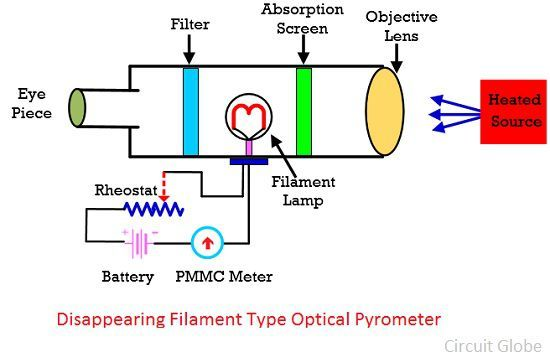 Absorption
Screen
Objective
Lens
Filter
Eye
Piece
Heated
Source
Filament
Lamp
Rheostat
+ -
Battery
PMMC Meter
Disappearing Filament Type Optical Pyrometer
Circuit Globe